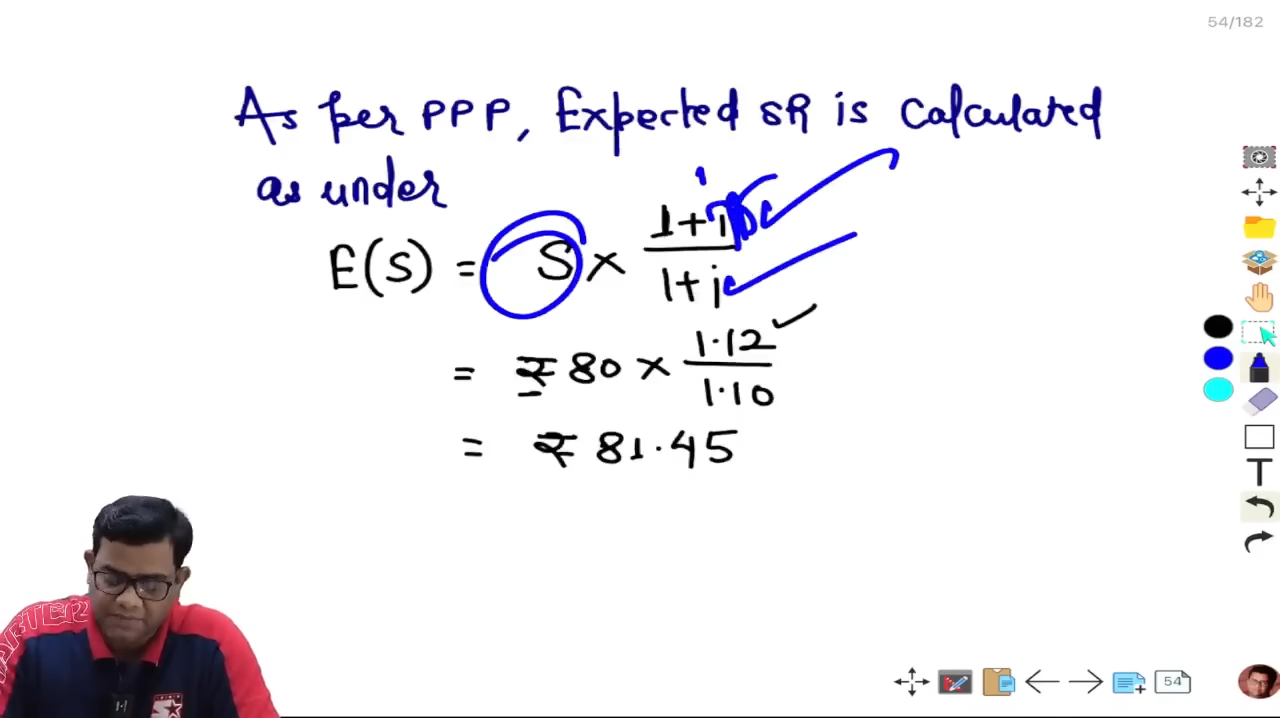 54/182
As per PPP, Expected SR is calculated
as under
E(S) = S × 1+i
1+i
= ₹ 80 × 1.12
1.10
= ₹ 81.45
T
54